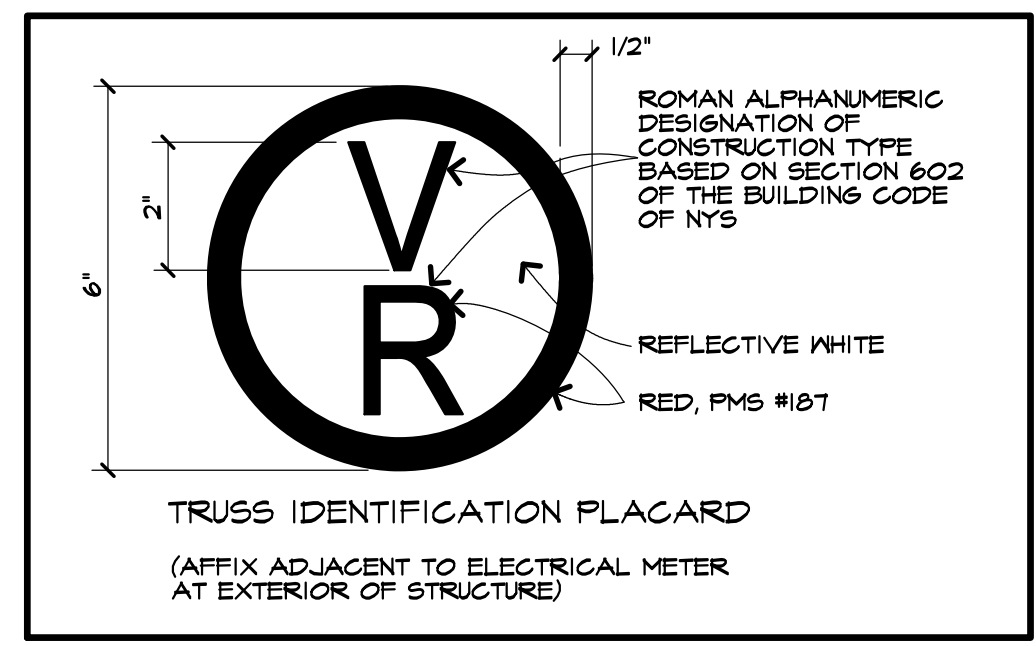 1/2"
ROMAN ALPHANUMERIC
DESIGNATION OF
CONSTRUCTION TYPE
BASED ON SECTION 602
OF THE BUILDING CODE
OF NYS
V
2"
6"
R
REFLECTIVE WHITE
RED, PMS #187
TRUSS IDENTIFICATION PLACARD
(AFFIX ADJACENT TO ELECTRICAL METER
AT EXTERIOR OF STRUCTURE)